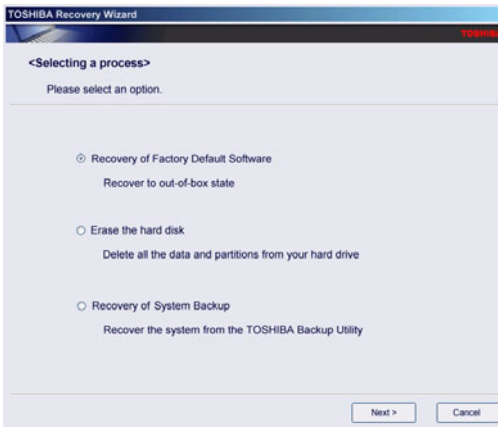 TOSHIBA Recovery Wizard
TOSHIBA
<Selecting a process>
Please select an option.
Recovery of Factory Default Software
Recover to out-of-box state
Erase the hard disk
Delete all the data and partitions from your hard drive
Recovery of System Backup
Recover the system from the TOSHIBA Backup Utility
Next >
Cancel